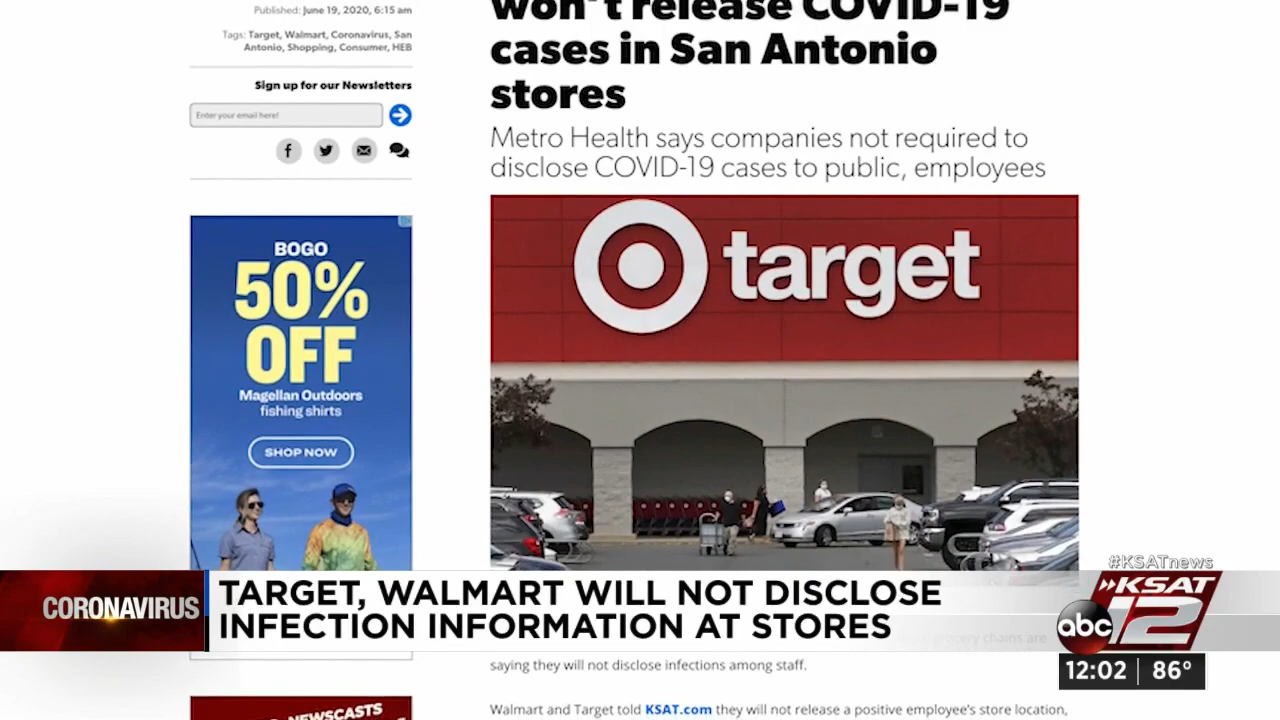 Published: June 19, 2020, 6:15 am
Tags: Target, Walmart, Coronavirus, San
Antonio, Shopping, Consumer, HEB
Sign up for our Newsletters
Enter your email here!
BOGO
50%
OFF
Magellan Outdoors
fishing shirts
SHOP NOW
won't release COVID-19
cases in San Antonio
stores
Metro Health says companies not required to
disclose COVID-19 cases to public, employees
target
#KSATnews
CORONAVIRUS
TARGET, WALMART WILL NOT DISCLOSE
INFECTION INFORMATION AT STORES
KSAT
abc 12
12:02 86°
grocery chains are
saying they will not disclose infections among staff.
Walmart and Target told KSAT.com they will not release a positive employee's store location,
NEWSCASTS